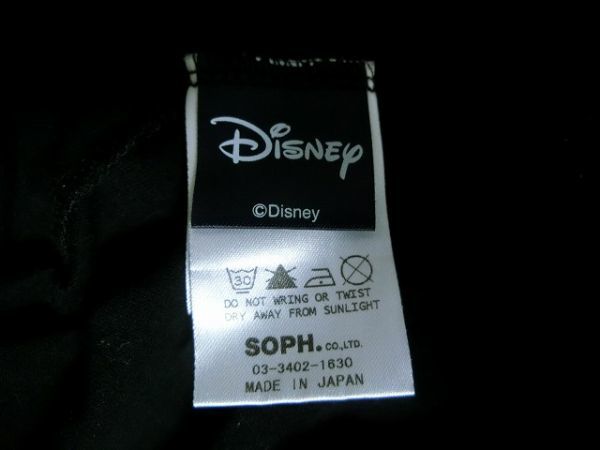 Disney
©Disney
30
DO NOT WRING OR TWIST
DRY AWAY FROM SUNLIGHT
SOPH. CO.,LTD.
03-3402-1630
MADE IN JAPAN